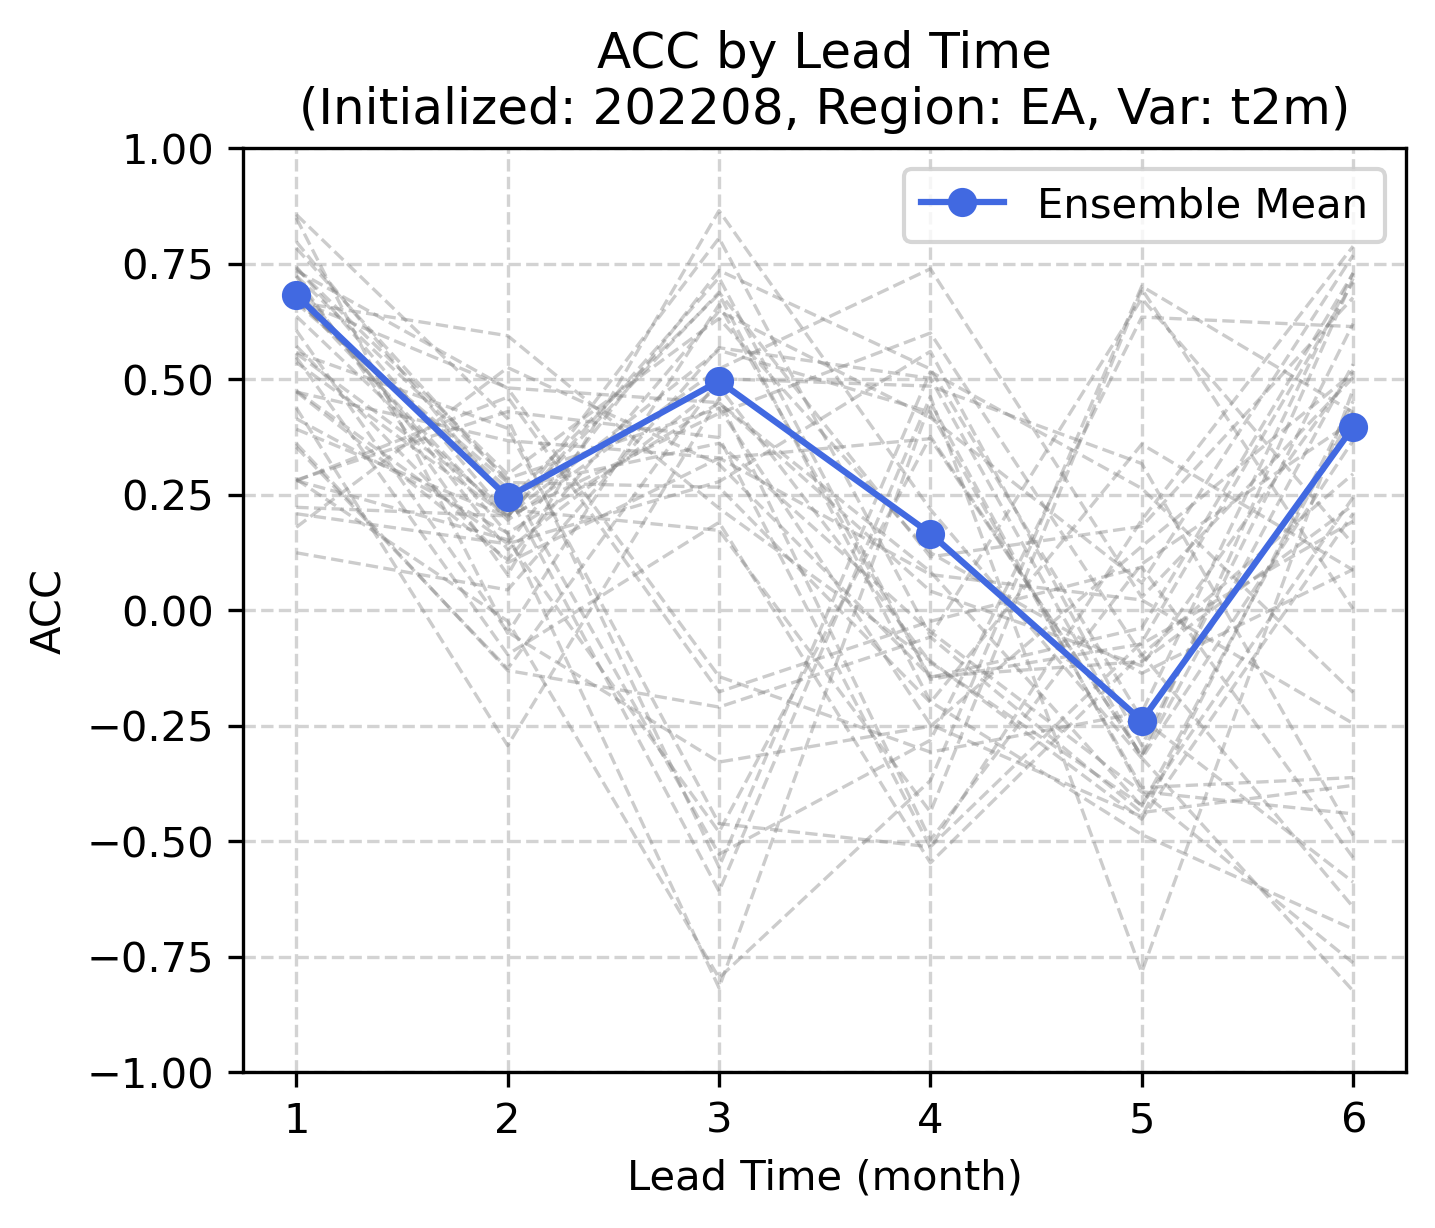 ACC by Lead Time
(Initialized: 202208, Region: EA, Var: t2m)
Ensemble Mean
1.00
0.75
0.50
0.25
0.00
−0.25
−0.50
−0.75
−1.00
ACC
1 2 3 4 5 6
Lead Time (month)